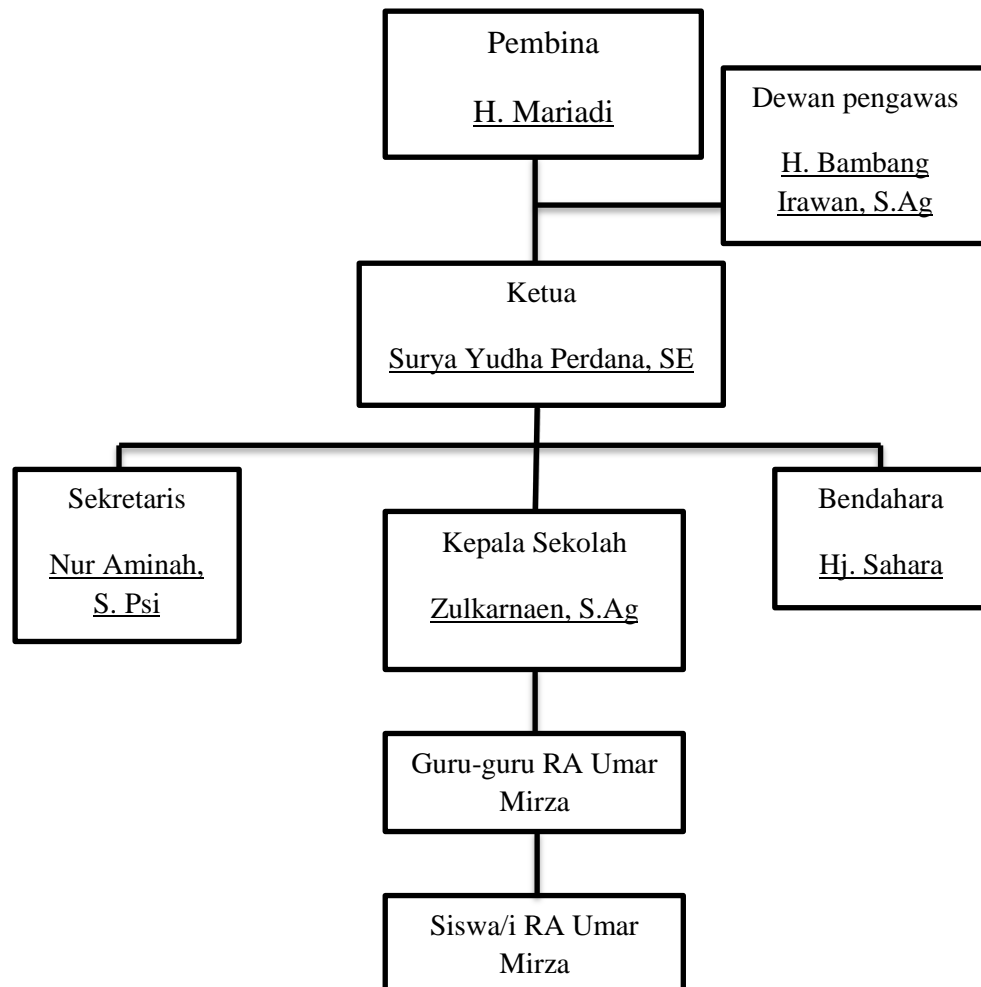 Pembina
H. Mariadi
Dewan pengawas
H. Bambang
Irawan, S.Ag
Ketua
Surya Yudha Perdana, SE
Sekretaris
Nur Aminah,
S. Psi
Kepala Sekolah
Zulkarnaen, S.Ag
Bendahara
Hj. Sahara
Guru-guru RA Umar
Mirza
Siswa/i RA Umar
Mirza